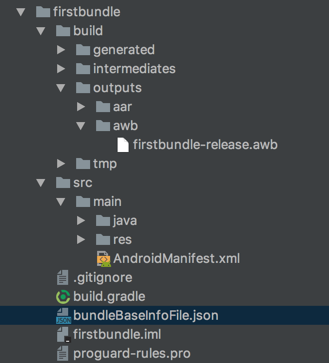 firstbundle
build
generated
intermediates
outputs
aar
awb
firstbundle-release.awb
tmp
src
main
java
res
AndroidManifest.xml
.gitignore
build.gradle
bundleBaseInfoFile.json
firstbundle.iml
proguard-rules.pro